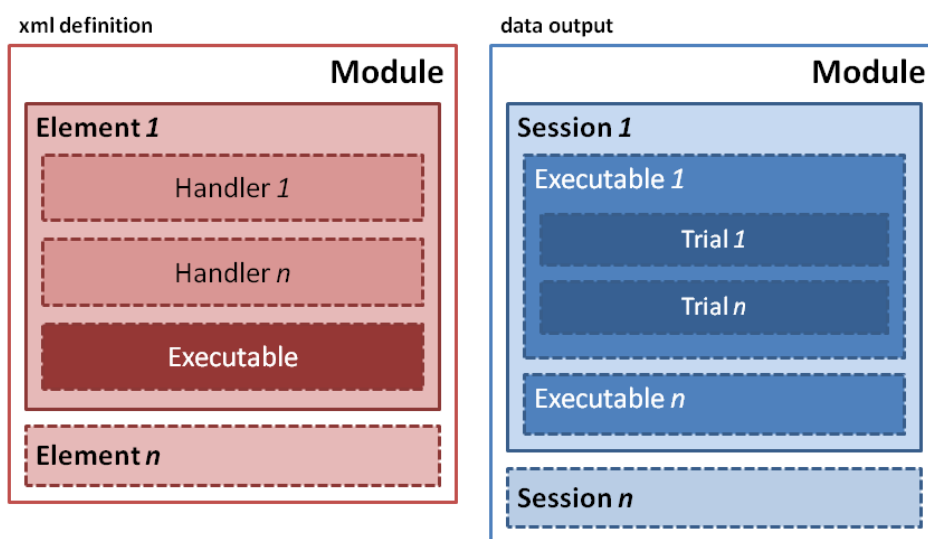 xml definition
Module
Element 1
Handler 1
Handler n
Executable
Element n
data output
Module
Session 1
Executable 1
Trial 1
Trial n
Executable n
Session n